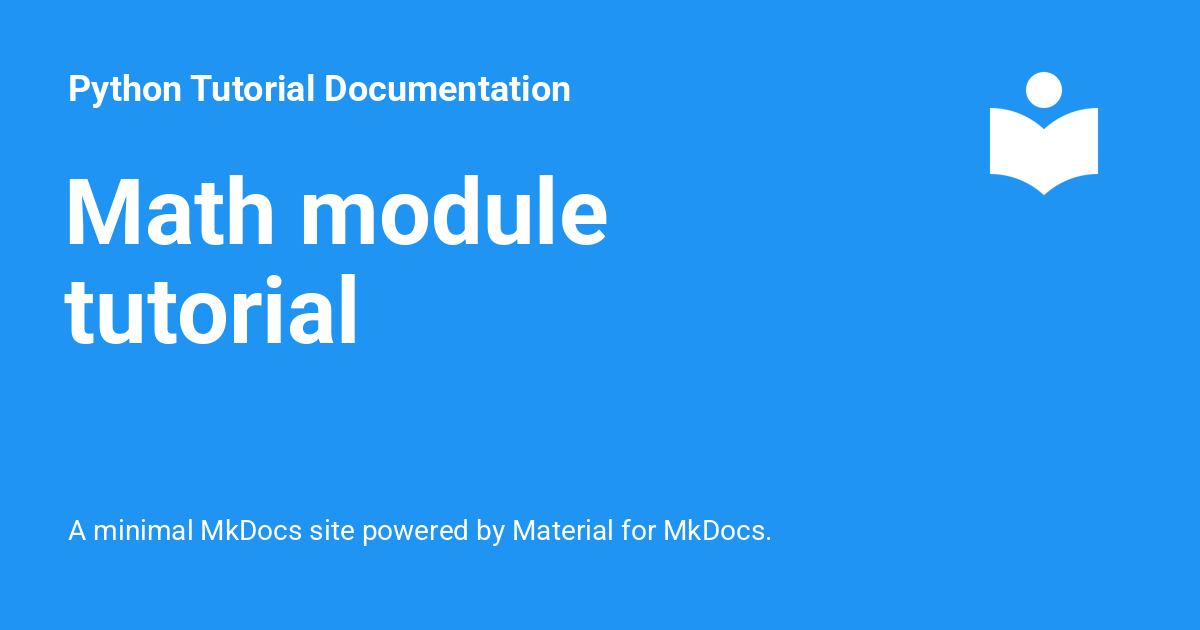 Python Tutorial Documentation
Math module
tutorial
A minimal MkDocs site powered by Material for MkDocs.